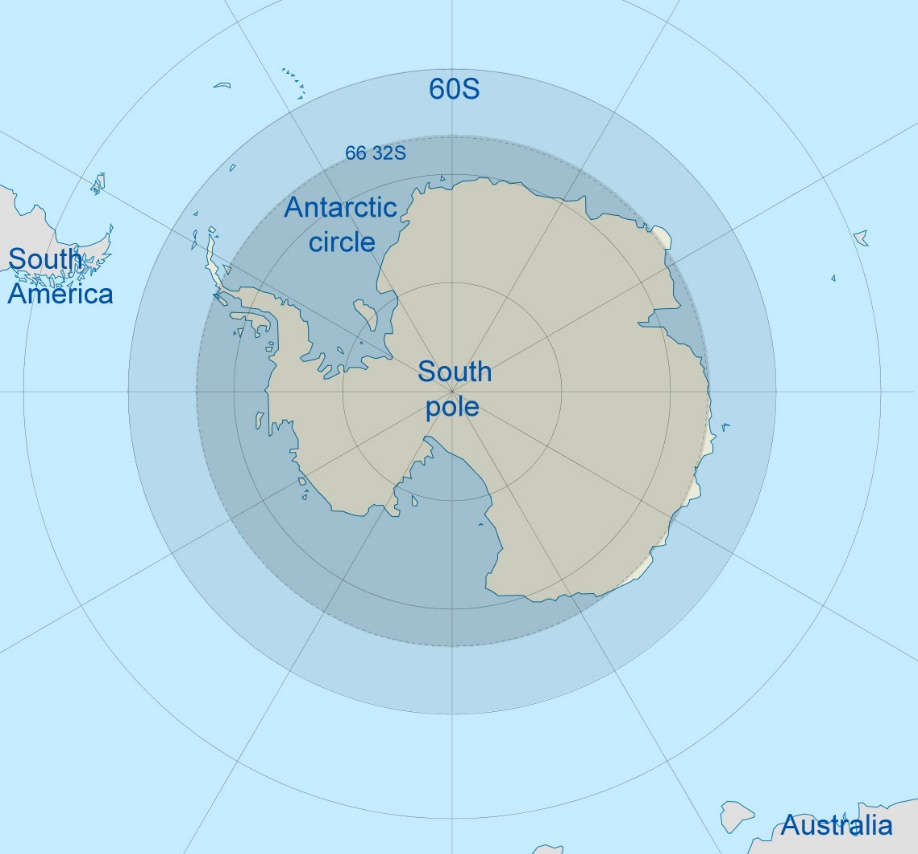 60S
66 32S
Antarctic
circle
South
America
South
pole
Australia